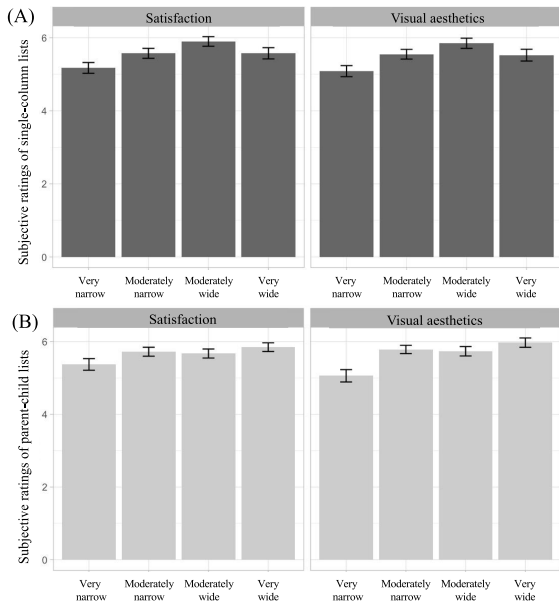 (A)
Satisfaction
Visual aesthetics
Subjective ratings of single-column lists
6
4
2
0
Very narrow
Moderately narrow
Moderately wide
Very wide
Very narrow
Moderately narrow
Moderately wide
Very wide
(B)
Satisfaction
Visual aesthetics
Subjective ratings of parent-child lists
6
4
2
0
Very narrow
Moderately narrow
Moderately wide
Very wide
Very narrow
Moderately narrow
Moderately wide
Very wide